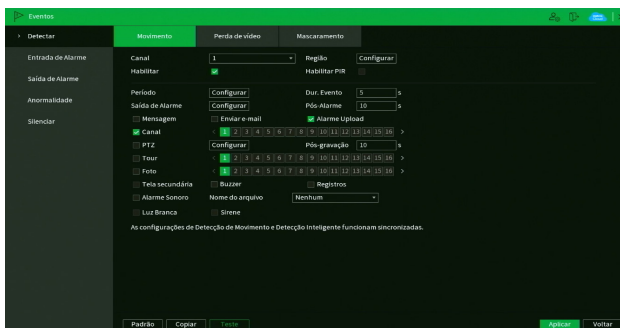 Eventos
Detectar
Movimento Perda de vídeo Mascaramento
Entrada de Alarme
Saída de Alarme
Anormalidade
Silenciar
Canal 1 Região Configurar
Habilitar Habilitar PIR
Período Configurar Dur. Evento 5 s
Saída de Alarme Configurar Pós-Alarme 10 s
Mensagem Enviar e-mail Alarme Upload
Canal < 1 2 3 4 5 6 7 8 9 10 11 12 13 14 15 16 >
PTZ Configurar Pós-gravação 10 s
Tour < 1 2 3 4 5 6 7 8 9 10 11 12 13 14 15 16 >
Foto < 1 2 3 4 5 6 7 8 9 10 11 12 13 14 15 16 >
Tela secundária Buzzer Registros
Alarme Sonoro Nome do arquivo Nenhum
Luz Branca Sirene
As configurações de Detecção de Movimento e Detecção Inteligente funcionam sincronizadas.
Padrão Copiar Teste Aplicar Voltar